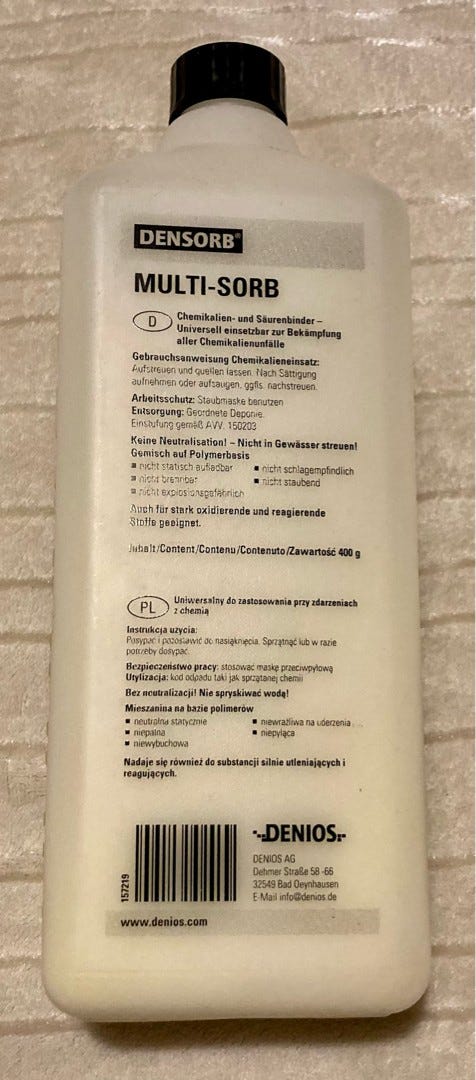 DENSORB®
MULTI-SORB
D
Chemikalien- und Säurenbinder –
Universell einsetzbar zur Bekämpfung
aller Chemikalienunfälle
Gebrauchsanweisung Chemikalieneinsatz:
Aufstreuen und quellen lassen. Nach Sättigung
aufnehmen oder aufsaugen, ggfls. nachstreuen.
Arbeitsschutz: Staubmaske benutzen
Entsorgung: Geordnete Deponie.
Einstufung gemäß AVV. 150203
Keine Neutralisation! – Nicht in Gewässer streuen!
Gemisch auf Polymerbasis
▪ nicht statisch aufladbar
▪ nicht brennbar
▪ nicht explosionsgefährlich
▪ nicht schlagempfindlich
▪ nicht staubend
Auch für stark oxidierende und reagierende
Stoffe geeignet.
Inhalt/Content/Contenu/Contenuto/Zawartość 400 g
PL
Uniwersalny do zastosowania przy zdarzeniach
z chemią
Instrukcja użycia:
Posypać i pozostawić do nasiąknięcia. Sprzątnąć lub w razie
potrzeby dosypać.
Bezpieczeństwo pracy: stosować maskę przeciwpyłową
Utylizacja: kod odpadu taki jak sprzątanej chemii
Bez neutralizacji! Nie spryskiwać wodą!
Mieszanina na bazie polimerów
▪ neutralna statycznie
▪ niepalna
▪ niewybuchowa
▪ niewrażliwa na uderzenia
▪ niepyląca
Nadaje się również do substancji silnie utleniających i
reagujących.
157219
DENIOS
DENIOS AG
Dehmer Straße 58 -66
32549 Bad Oeynhausen
E-Mail info@denios.de
www.denios.com